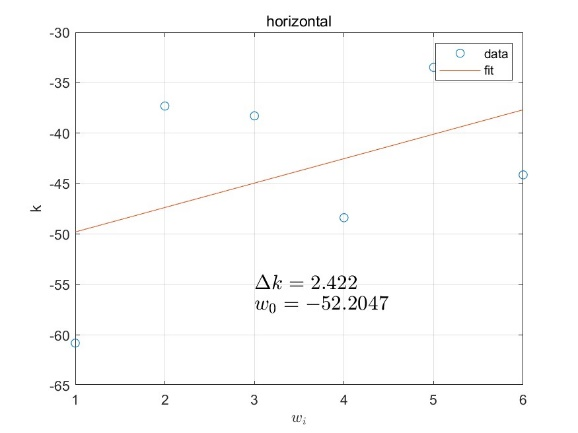 horizontal
-30
-35
-40
-45
-50
-55
-60
-65
k
data
fit
Δk = 2.422
w₀ = −52.2047
1 2 3 4 5 6
wᵢ